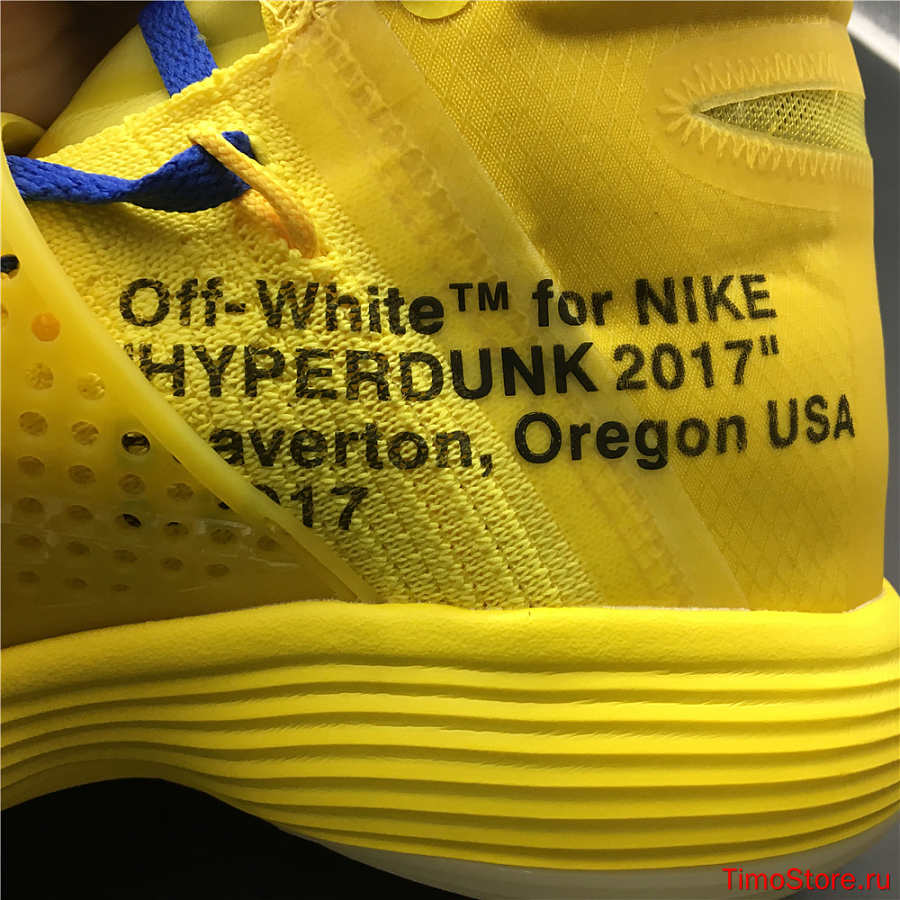 Off-White™ for NIKE
"HYPERDUNK 2017"
Oregon USA
TimoStore.ru